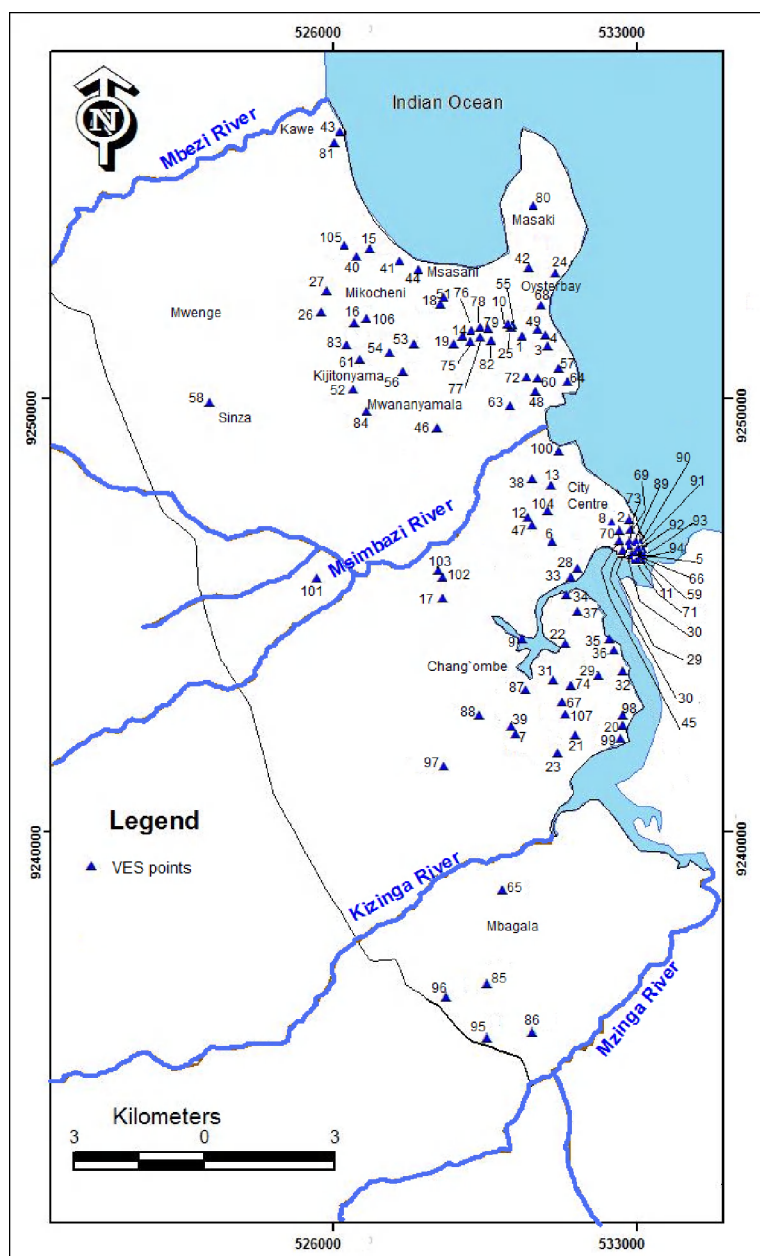 526000 533000
N
Indian Ocean
Mbezi River
Kawe
43
81
80
Masaki
105 15
40 41 44 Msasani
42 24
Oysterbay
27 Mikocheni 51 18 55 68
Mwenge 26 16 106 76 78 79 10 49 4
83 54 53 14 19 25 1 3
61 75 77 82
Kijitonyama 56 57
52 Mwananyamala 72 60 64
58 Sinza 84 63 48
46
9250000 9250000
100
38 13 City Centre
104
12 47
6
8 2 73 69 89 90 91
70 92 93
94 5
66
59
11 71
30
29
30
45
Msimbazi River
103
102
101
17
28
33
34
37
9
22 35
36
Chang`ombe
31 74 29 32
87
67
88 39 107 98
7 20
21 99
23
97
Legend
VES points
9240000 9240000
Kizinga River
65
Mbagala
85
96
95 86
Mzinga River
Kilometers
3 0 3
526000 533000